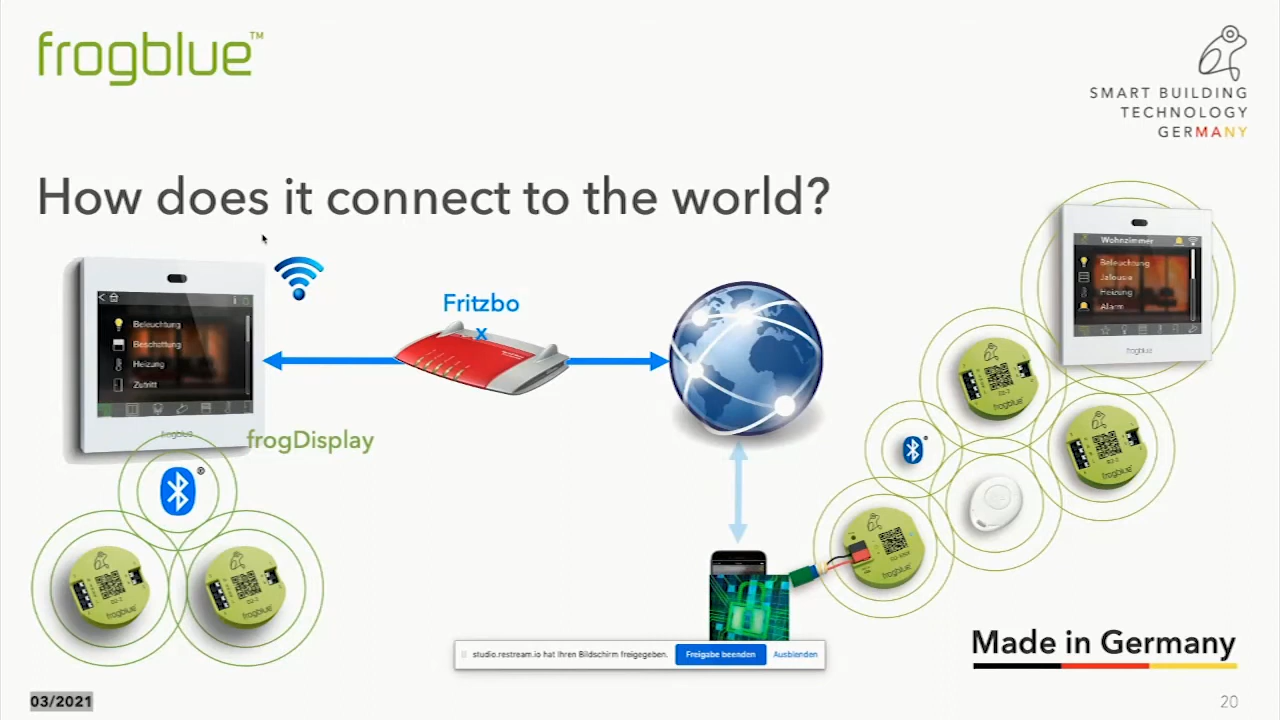 frogblue™
SMART BUILDING
TECHNOLOGY
GERMANY
How does it connect to the world?
Beleuchtung
Beschattung
Heizung
Zutritt
frogblue
Fritzbo
x
frogDisplay
Wohnzimmer
Beleuchtung
Jalousie
Heizung
Alarm
frogblue
frogblue
frogblue
frogblue
frogblue
frogblue
studio.restream.io hat Ihren Bildschirm freigegeben.
Freigabe beenden
Ausblenden
Made in Germany
03/2021
20